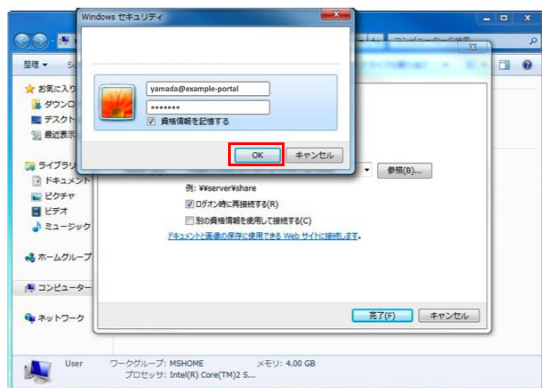 Windows セキュリティ
yamada@example-portal
•••••••
資格情報を記憶する
OK
キャンセル
整理
お気に入り
ダウンロ
デスクト
最近表示
ライブラリ
ドキュメント
ピクチャ
ビデオ
ミュージック
ホームグループ
コンピューター
ネットワーク
参照(B)...
例: ¥¥server¥share
ログオン時に再接続する(R)
別の資格情報を使用して接続する(C)
ドキュメントと画像の保存に使用できる Web サイトに接続します。
完了(F)
キャンセル
User
ワークグループ: MSHOME
メモリ: 4.00 GB
プロセッサ: Intel(R) Core(TM)2 S...